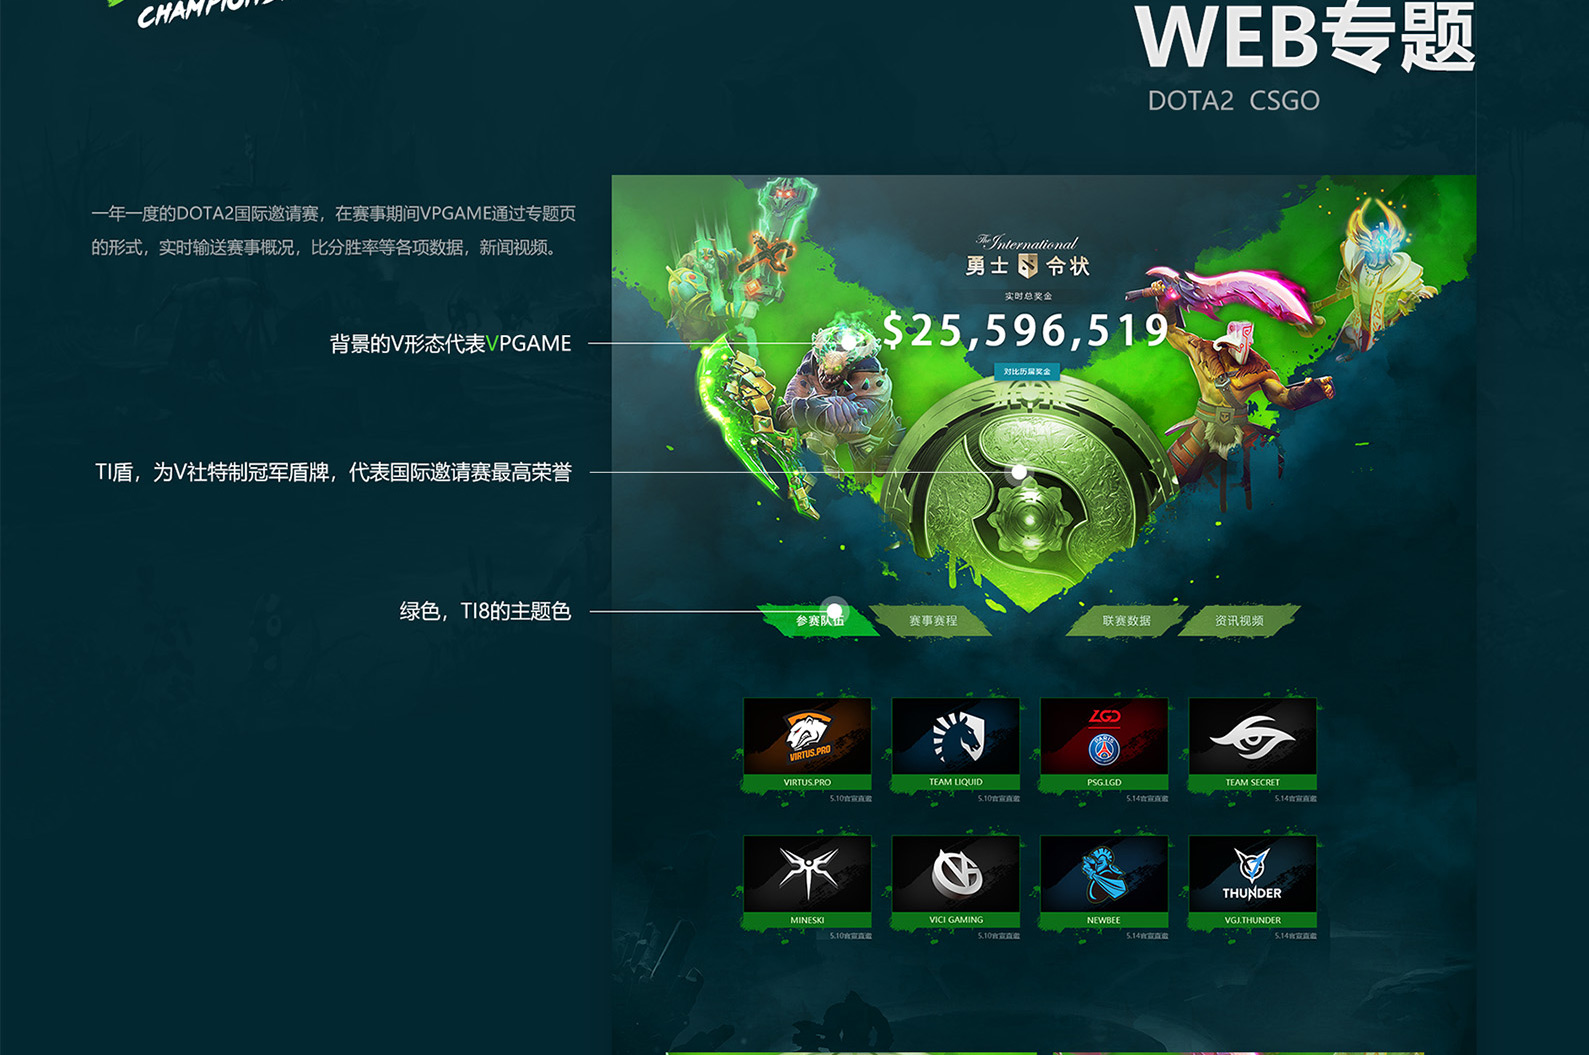 CHAMPION
WEB专题
DOTA2 CSGO
一年一度的DOTA2国际邀请赛，在赛事期间VPGAME通过专题页
的形式，实时输送赛事概况，比分胜率等各项数据，新闻视频。
The International
勇士令状
实时总奖金
$25,596,519
对比历届奖金
背景的V形态代表VPGAME
TI盾，为V社特制冠军盾牌，代表国际邀请赛最高荣誉
绿色，TI8的主题色
参赛队伍 赛事赛程 联赛数据 资讯视频
VIRTUS.PRO
LGD
PARIS
VIRTUS.PRO TEAM LIQUID PSG.LGD TEAM SECRET
5.10官宣直邀 5.10官宣直邀 5.14官宣直邀 5.14官宣直邀
THUNDER
MINESKI VICI GAMING NEWBEE VGJ.THUNDER
5.10官宣直邀 5.10官宣直邀 5.14官宣直邀 5.14官宣直邀